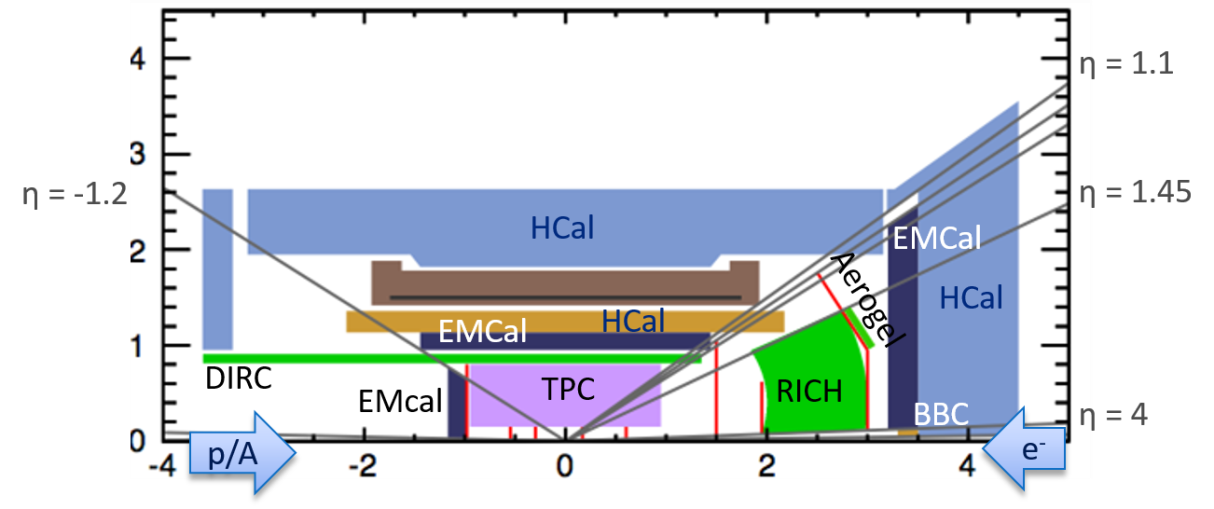 4
η = 1.1
3
η = -1.2
η = 1.45
HCal
2
EMCal
Aerogel
HCal
HCal
EMCal
1
DIRC
TPC
RICH
EMcal
BBC
η = 4
0
p/A
e-
-4
-2
0
2
4